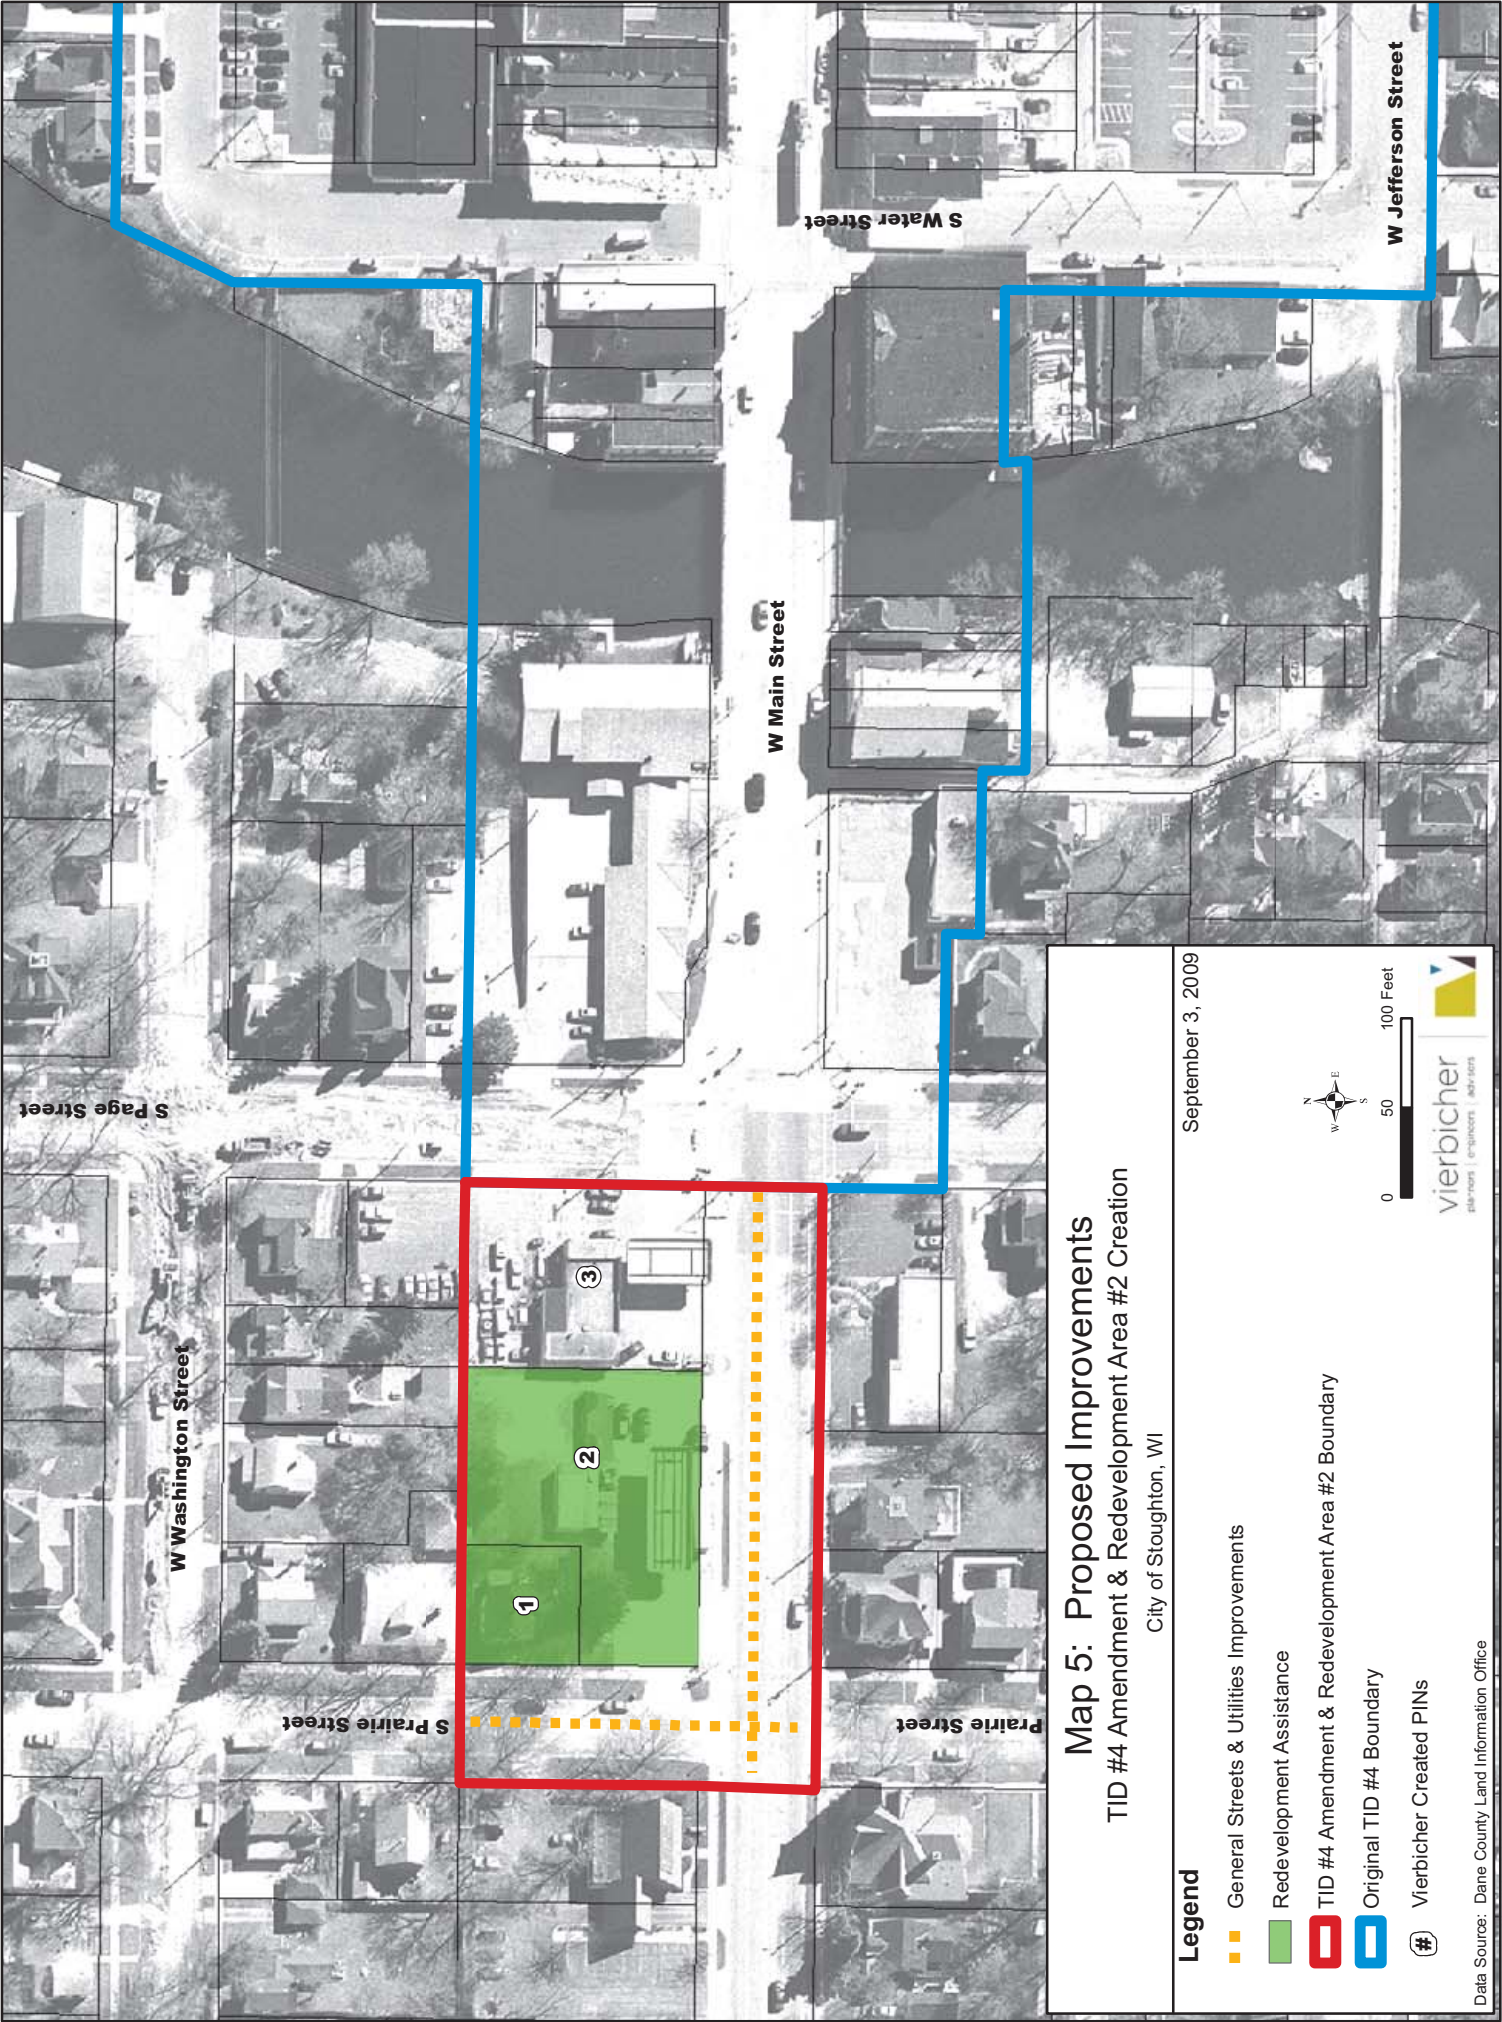 S Page Street
W Washington Street
S Prairie Street
W Main Street
S Water Street
W Jefferson Street
Prairie Street
1
2
3
Map 5: Proposed Improvements
TID #4 Amendment & Redevelopment Area #2 Creation
City of Stoughton, WI
Legend
General Streets & Utilities Improvements
Redevelopment Assistance
TID #4 Amendment & Redevelopment Area #2 Boundary
Original TID #4 Boundary
# Vierbicher Created PINs
Data Source: Dane County Land Information Office
September 3, 2009
N
W E
S
0 50 100 Feet
vierbicher
planners | engineers | advisors